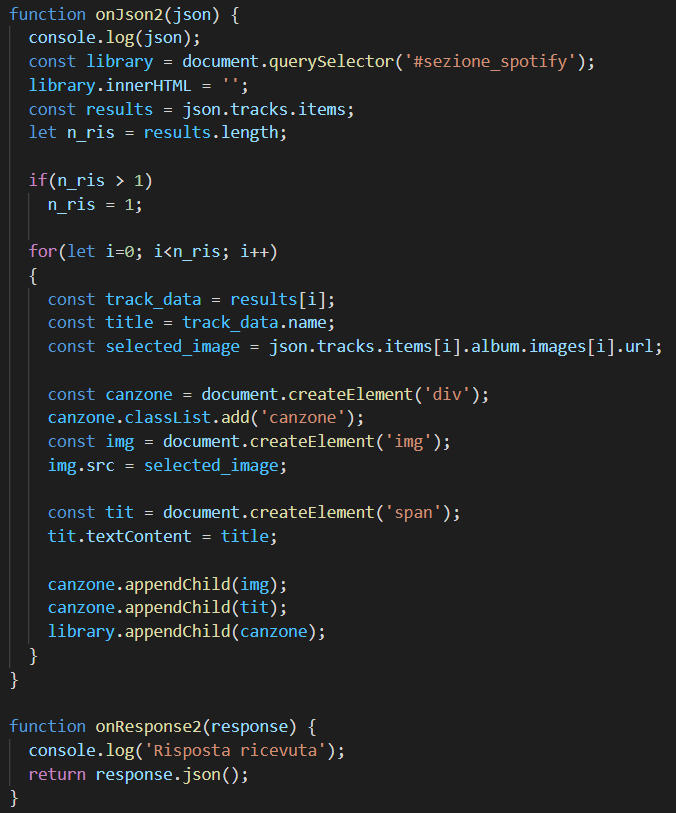 function onJson2(json) {
  console.log(json);
  const library = document.querySelector('#sezione_spotify');
  library.innerHTML = '';
  const results = json.tracks.items;
  let n_ris = results.length;

  if(n_ris > 1)
    n_ris = 1;

  for(let i=0; i<n_ris; i++)
  {
    const track_data = results[i];
    const title = track_data.name;
    const selected_image = json.tracks.items[i].album.images[i].url;

    const canzone = document.createElement('div');
    canzone.classList.add('canzone');
    const img = document.createElement('img');
    img.src = selected_image;

    const tit = document.createElement('span');
    tit.textContent = title;

    canzone.appendChild(img);
    canzone.appendChild(tit);
    library.appendChild(canzone);
  }
}

function onResponse2(response) {
  console.log('Risposta ricevuta');
  return response.json();
}